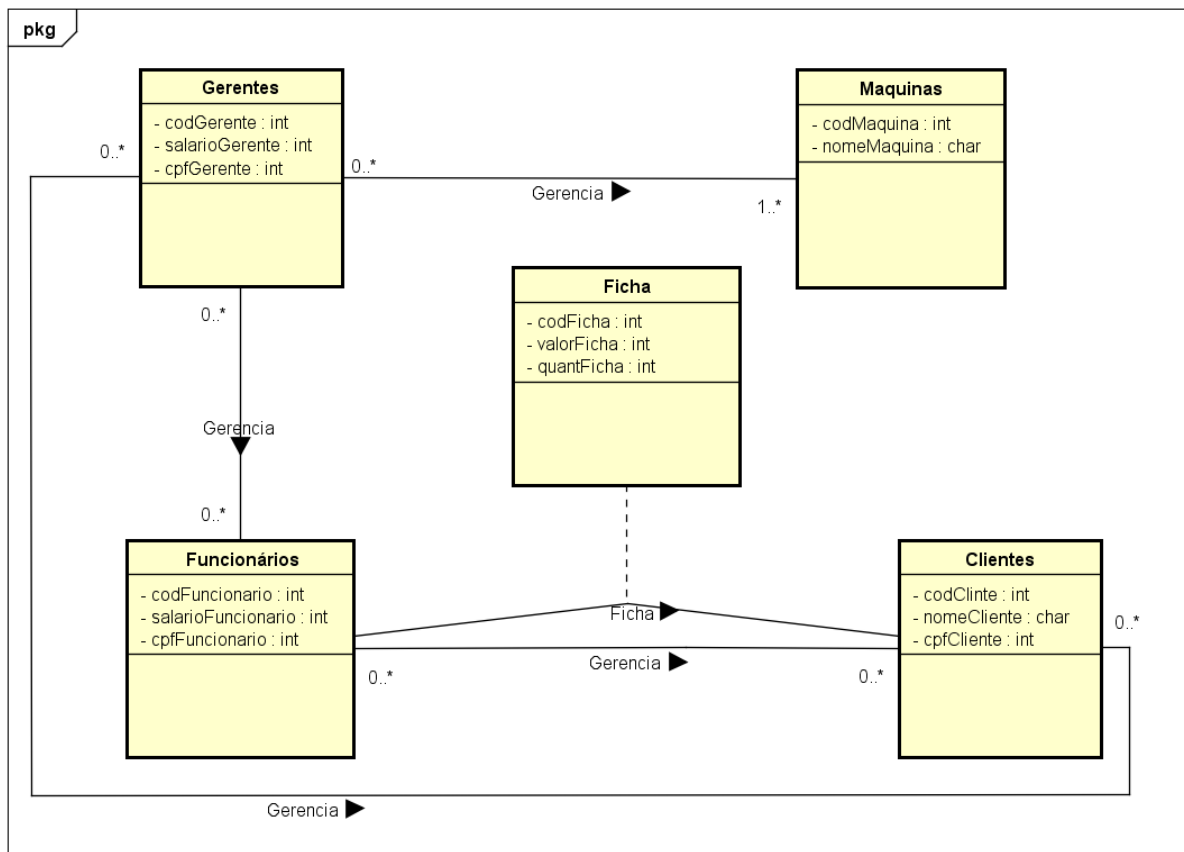 pkg
Gerentes
- codGerente : int
- salarioGerente : int
- cpfGerente : int
Maquinas
- codMaquina : int
- nomeMaquina : char
0..*
0..*
Gerencia
1..*
Ficha
- codFicha : int
- valorFicha : int
- quantFicha : int
0..*
Gerencia
0..*
Funcionários
- codFuncionario : int
- salarioFuncionario : int
- cpfFuncionario : int
Clientes
- codClinte : int
- nomeCliente : char
- cpfCliente : int
0..*
Ficha
Gerencia
0..*
0..*
Gerencia